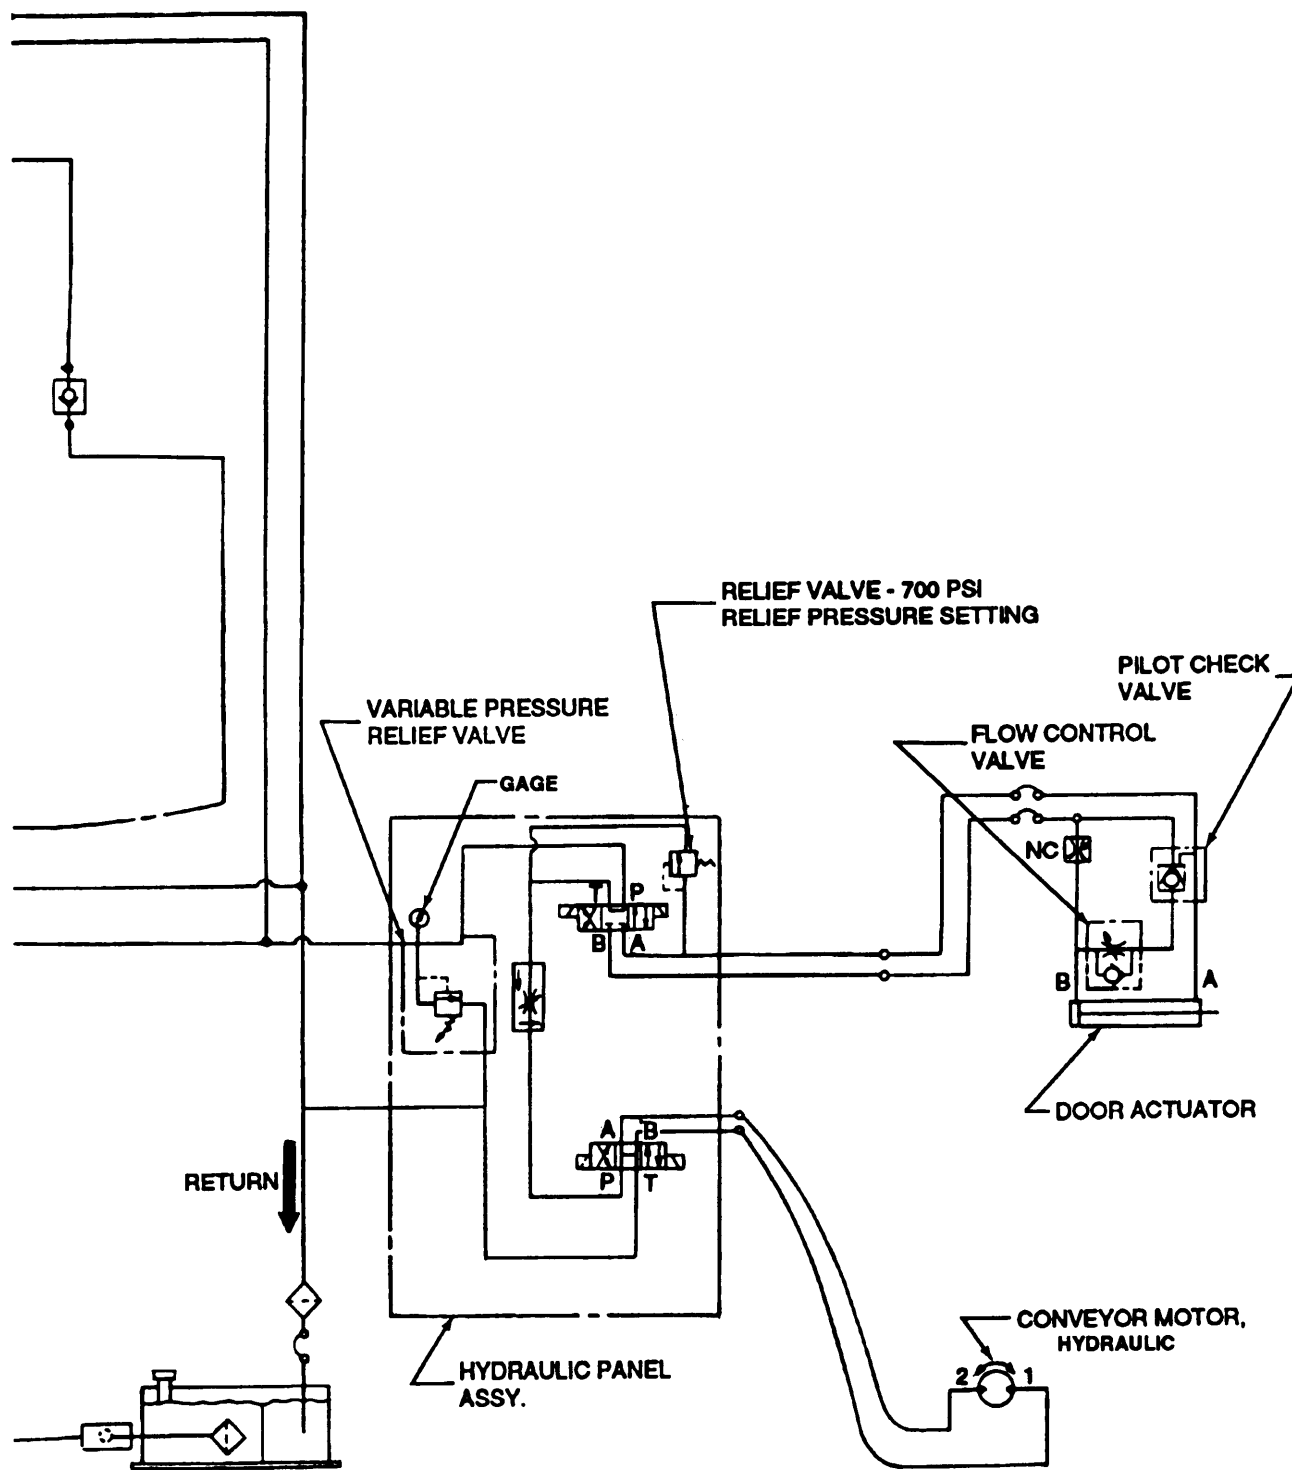 RELIEF VALVE - 700 PSI
RELIEF PRESSURE SETTING
PILOT CHECK
VALVE
VARIABLE PRESSURE
RELIEF VALVE
FLOW CONTROL
VALVE
GAGE
NC
T P
B A
B A
DOOR ACTUATOR
A B
P T
RETURN
CONVEYOR MOTOR,
HYDRAULIC
2 1
HYDRAULIC PANEL
ASSY.